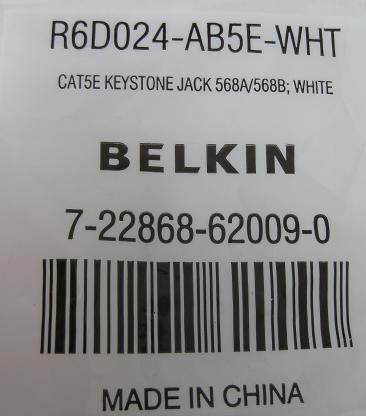 R6D024-AB5E-WHT
CAT5E KEYSTONE JACK 568A/568B; WHITE
BELKIN
7-22868-62009-0
MADE IN CHINA